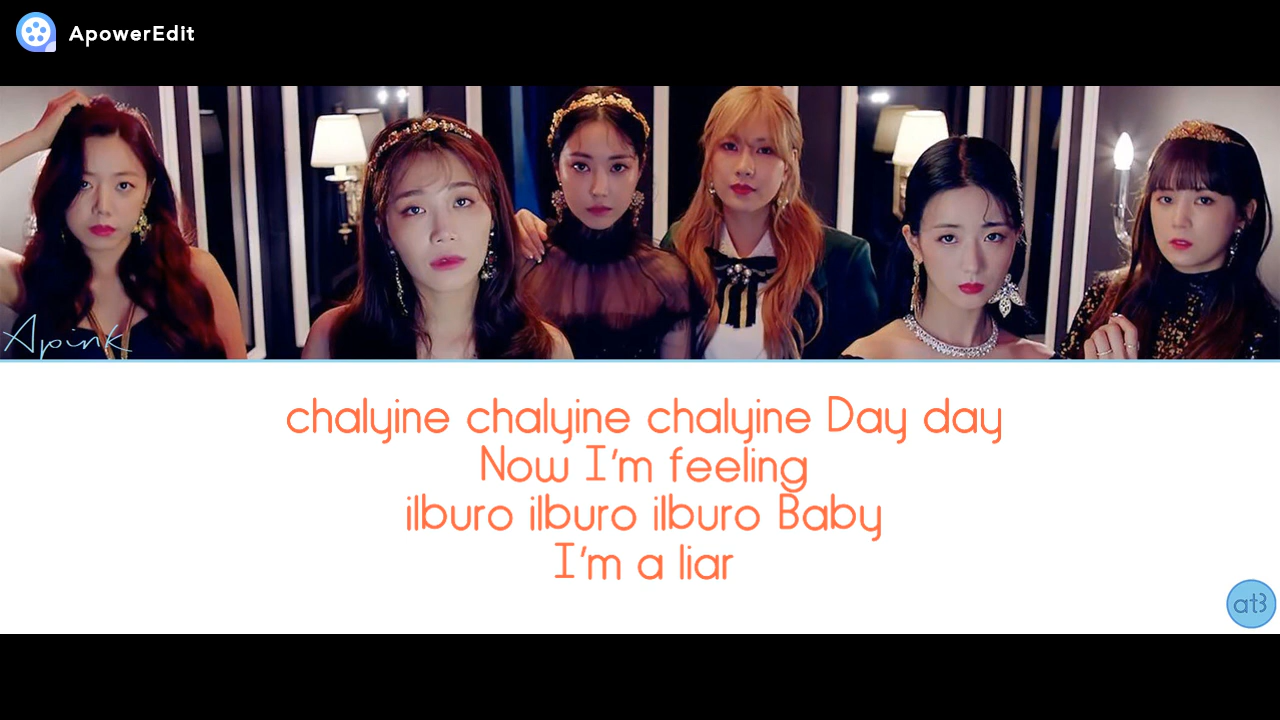 ApowerEdit
Apink
chalyine chalyine chalyine Day day
Now I'm feeling
ilburo ilburo ilburo Baby
I'm a liar
at3